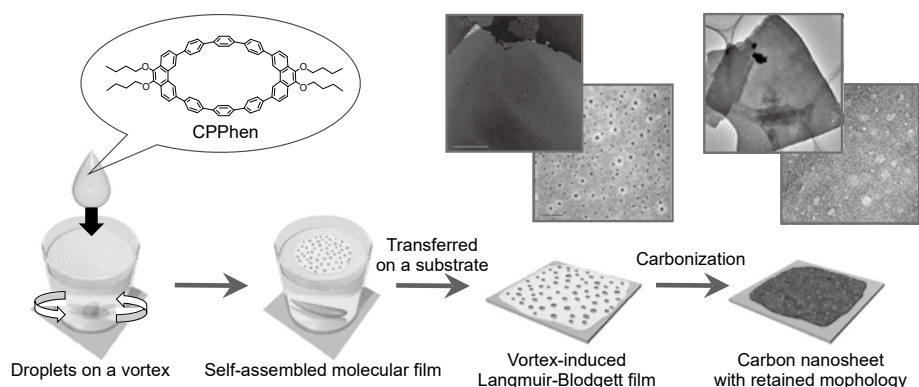 O
O
O
O
CPPhen
Transferred
on a substrate
Carbonization
Droplets on a vortex
Self-assembled molecular film
Vortex-induced
Langmuir-Blodgett film
Carbon nanosheet
with retained mophology